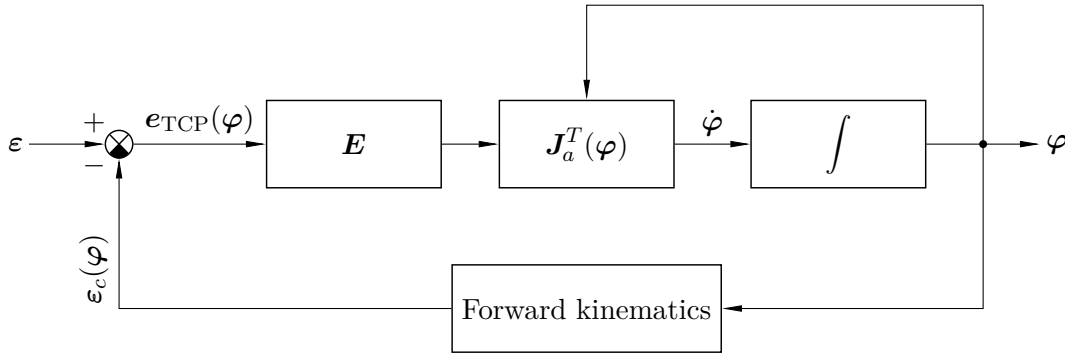 ε
+
−
e_TCP(φ)
E
J_a^T(φ)
φ̇
∫
φ
ε_c(φ)
Forward kinematics